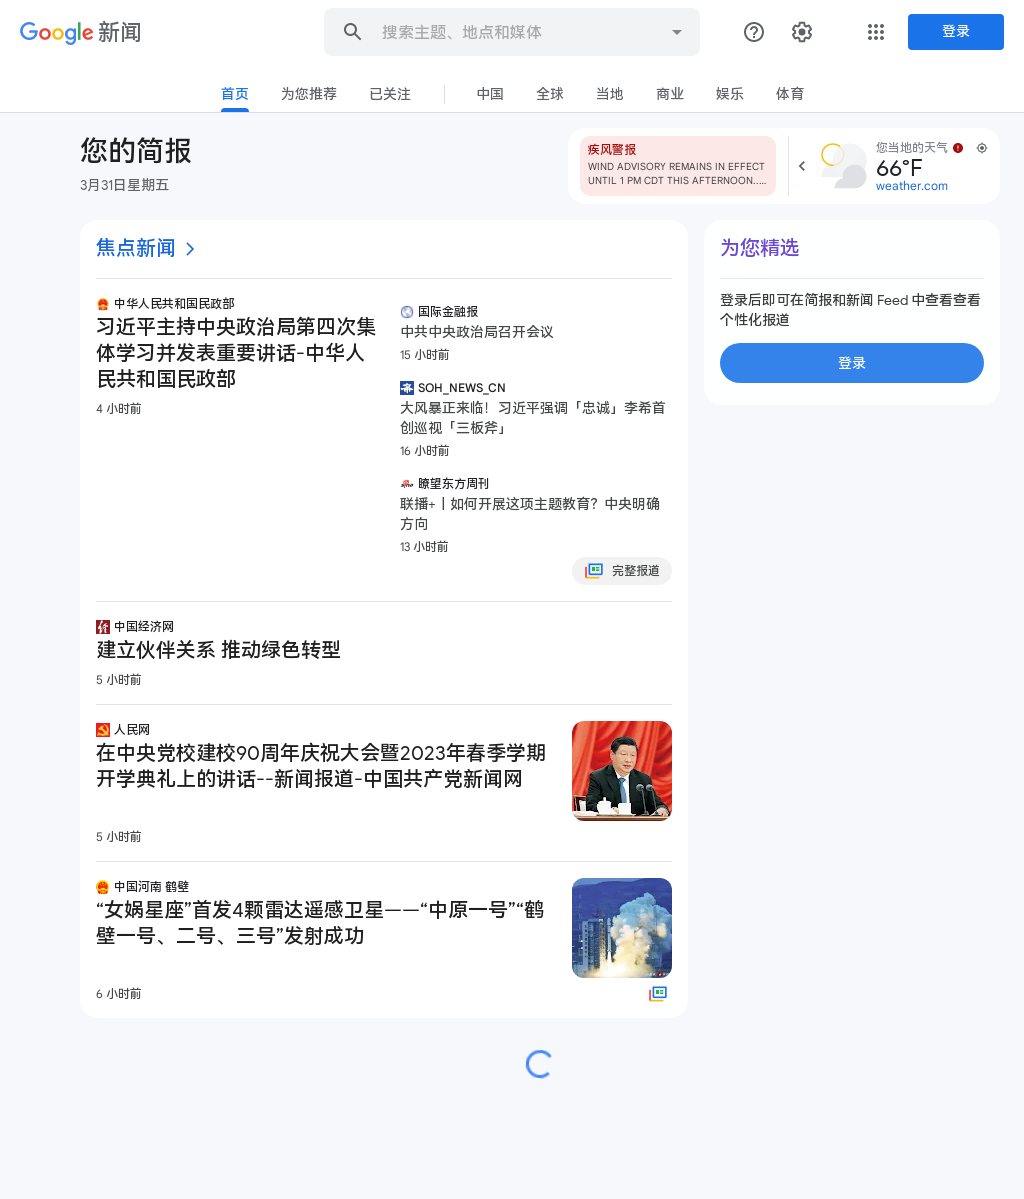 Google 新闻
搜索主题、地点和媒体
登录
首页
为您推荐
已关注
中国
全球
当地
商业
娱乐
体育
您的简报
3月31日星期五
疾风警报
WIND ADVISORY REMAINS IN EFFECT
UNTIL 1 PM CDT THIS AFTERNOON.…
您当地的天气
66°F
weather.com
焦点新闻
中华人民共和国民政部
习近平主持中央政治局第四次集
体学习并发表重要讲话-中华人
民共和国民政部
4 小时前
国际金融报
中共中央政治局召开会议
15 小时前
SOH_NEWS_CN
大风暴正来临！习近平强调「忠诚」李希首
创巡视「三板斧」
16 小时前
瞭望东方周刊
联播+丨如何开展这项主题教育？中央明确
方向
13 小时前
完整报道
中国经济网
建立伙伴关系 推动绿色转型
5 小时前
人民网
在中央党校建校90周年庆祝大会暨2023年春季学期
开学典礼上的讲话--新闻报道-中国共产党新闻网
5 小时前
中国河南 鹤壁
“女娲星座”首发4颗雷达遥感卫星——“中原一号”“鹤
壁一号、二号、三号”发射成功
6 小时前
为您精选
登录后即可在简报和新闻 Feed 中查看查看
个性化报道
登录